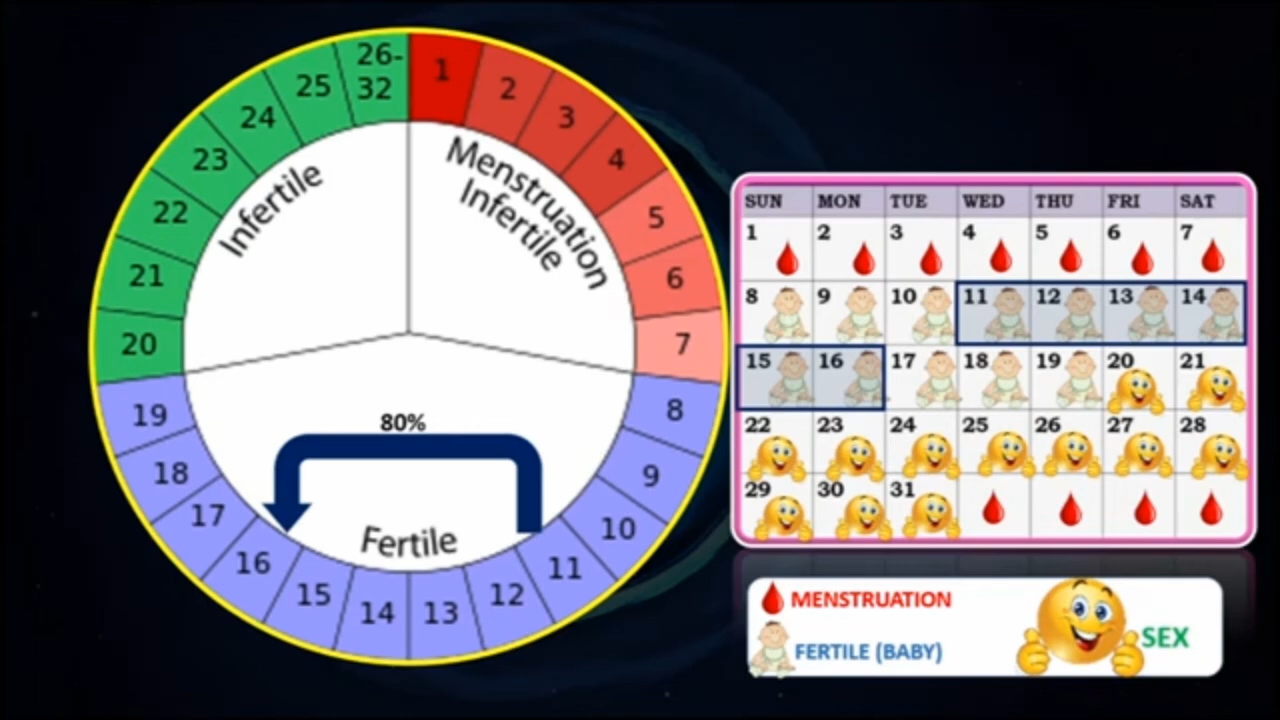 26-
32
1
2
3
4
5
6
7
8
9
10
11
12
13
14
15
16
17
18
19
20
21
22
23
24
25
Infertile
Menstruation
Infertile
80%
Fertile
SUN MON TUE WED THU FRI SAT
1 2 3 4 5 6 7
8 9 10 11 12 13 14
15 16 17 18 19 20 21
22 23 24 25 26 27 28
29 30 31
MENSTRUATION
FERTILE (BABY)
SEX